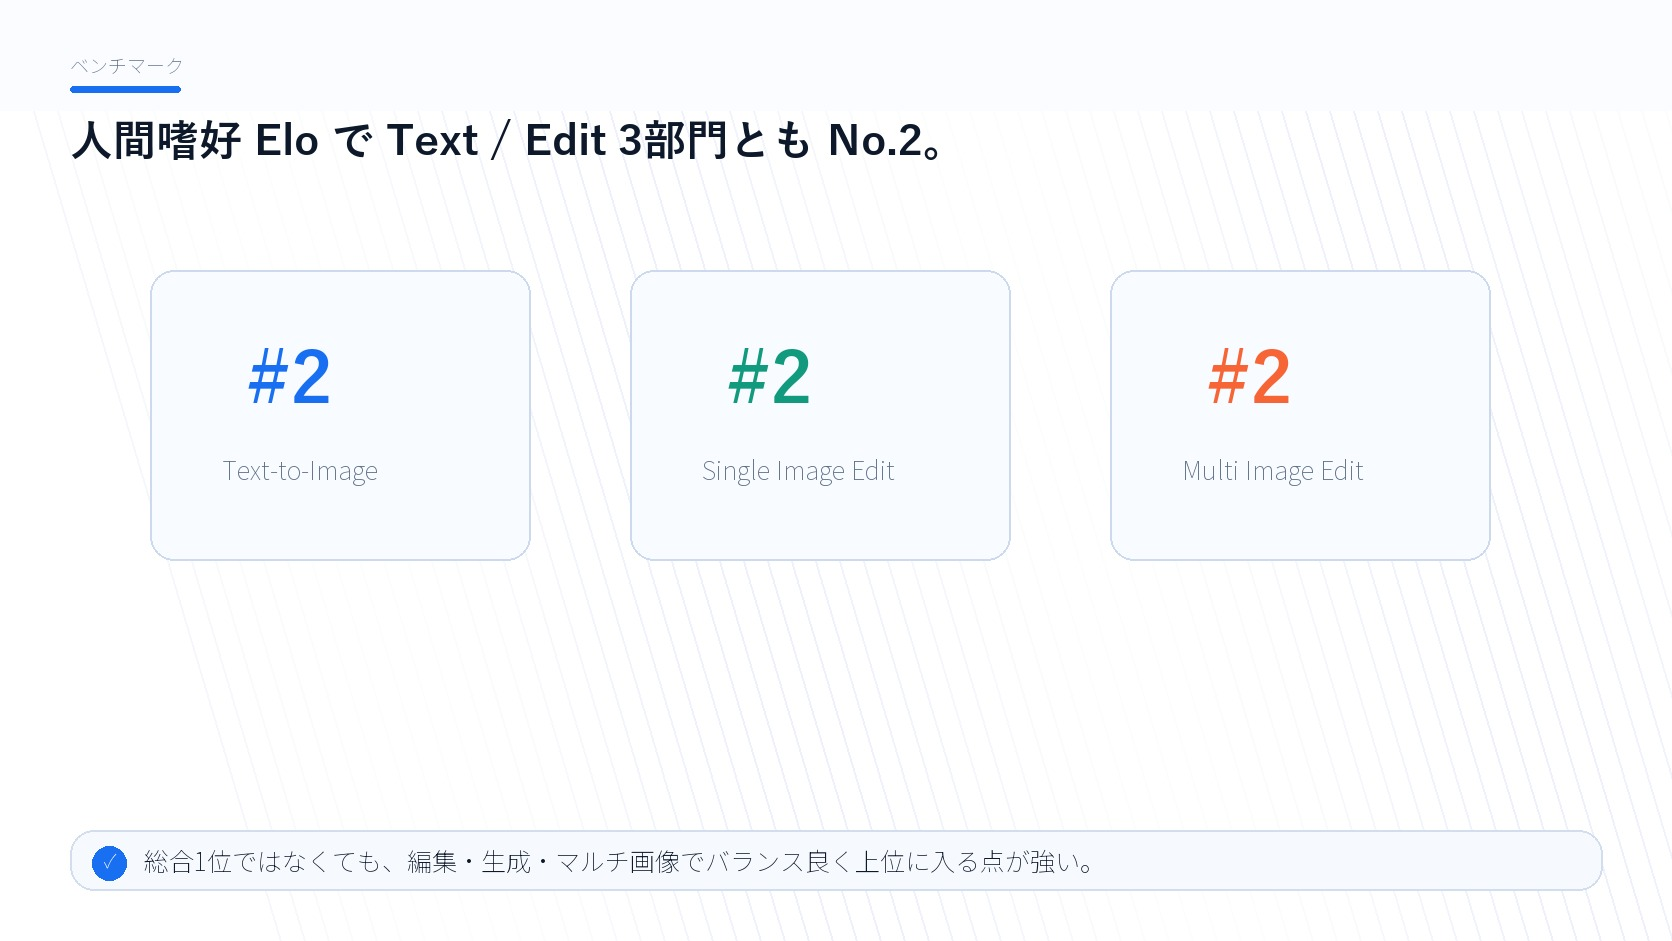 ベンチマーク
人間嗜好 Elo で Text / Edit 3部門とも No.2。
#2
Text-to-Image
#2
Single Image Edit
#2
Multi Image Edit
✓ 総合1位ではなくても、編集・生成・マルチ画像でバランス良く上位に入る点が強い。